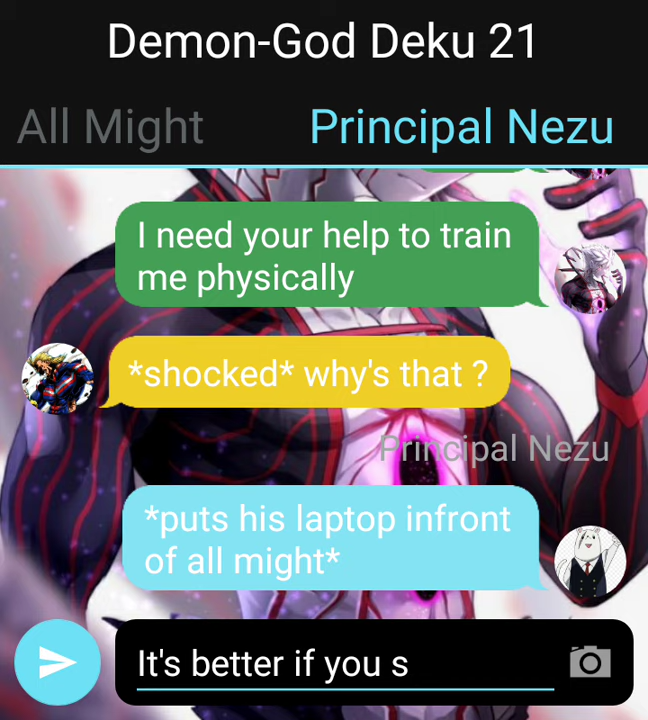 Demon-God Deku 21
All Might
Principal Nezu
I need your help to train
me physically
*shocked* why's that ?
Principal Nezu
*puts his laptop infront
of all might*
It's better if you s